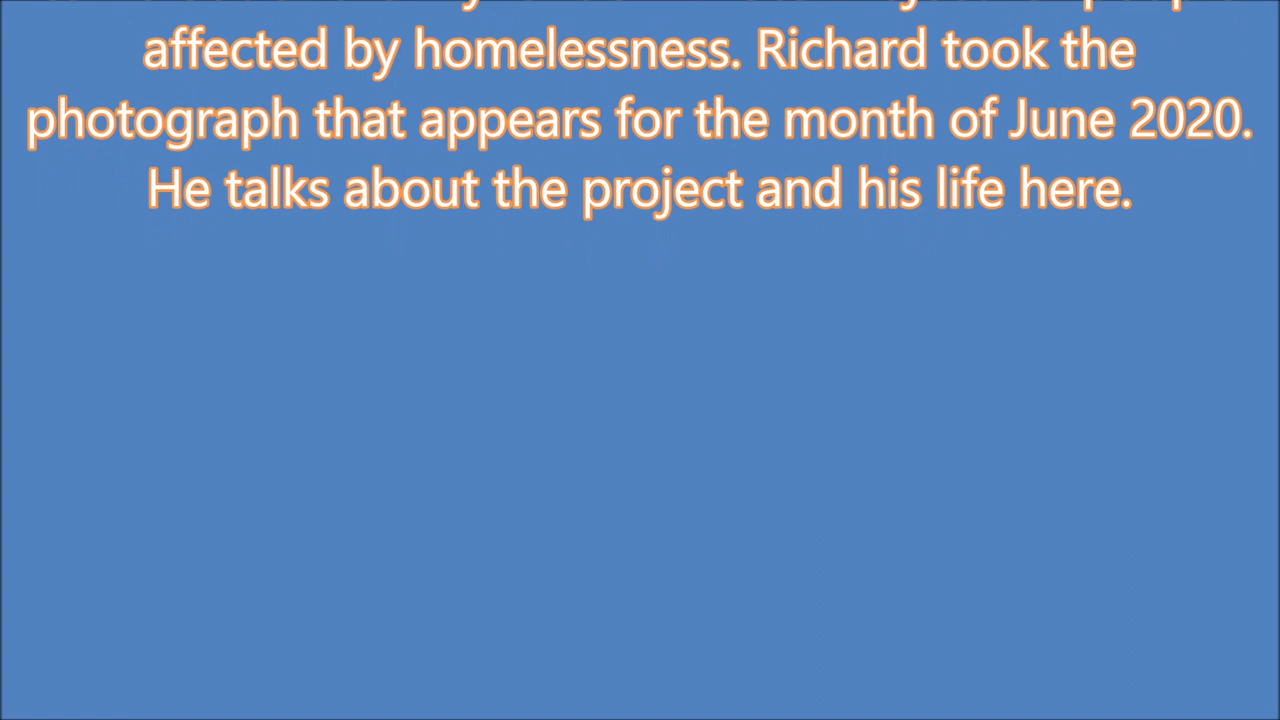 affected by homelessness. Richard took the
photograph that appears for the month of June 2020.
He talks about the project and his life here.